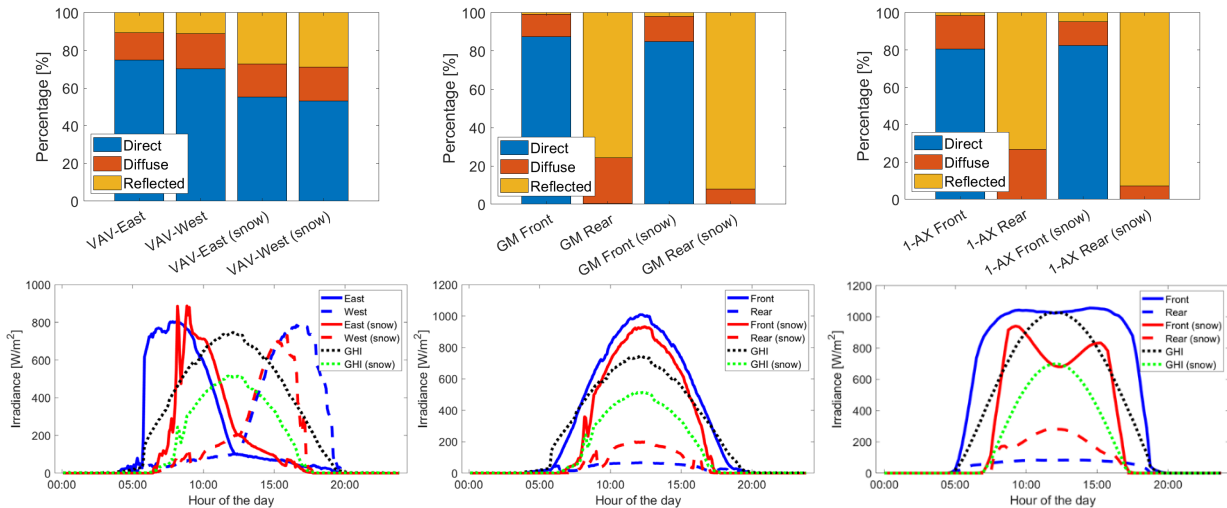 Percentage [%]
100
80
60
40
20
0
Direct
Diffuse
Reflected
VAV-East
VAV-West
VAV-East (snow)
VAV-West (snow)
Percentage [%]
100
80
60
40
20
0
Direct
Diffuse
Reflected
GM Front
GM Rear
GM Front (snow)
GM Rear (snow)
Percentage [%]
100
80
60
40
20
0
Direct
Diffuse
Reflected
1-AX Front
1-AX Rear
1-AX Front (snow)
1-AX Rear (snow)
Irradiance [W/m²]
1000
800
600
400
200
0
East
West
East (snow)
West (snow)
GHI
GHI (snow)
00:00
05:00
10:00
15:00
20:00
Hour of the day
Irradiance [W/m²]
1200
1000
800
600
400
200
0
Front
Rear
Front (snow)
Rear (snow)
GHI
GHI (snow)
00:00
05:00
10:00
15:00
20:00
Hour of the day
Irradiance [W/m²]
1200
1000
800
600
400
200
0
Front
Rear
Front (snow)
Rear (snow)
GHI
GHI (snow)
00:00
05:00
10:00
15:00
20:00
Hour of the day